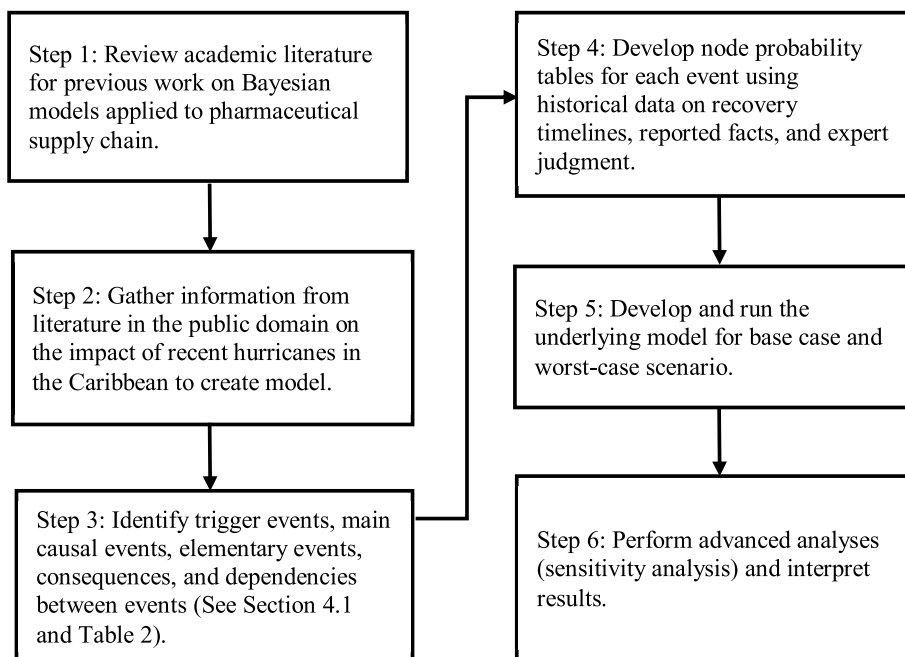 Step 1: Review academic literature
for previous work on Bayesian
models applied to pharmaceutical
supply chain.
Step 2: Gather information from
literature in the public domain on
the impact of recent hurricanes in
the Caribbean to create model.
Step 3: Identify trigger events, main
causal events, elementary events,
consequences, and dependencies
between events (See Section 4.1
and Table 2).
Step 4: Develop node probability
tables for each event using
historical data on recovery
timelines, reported facts, and expert
judgment.
Step 5: Develop and run the
underlying model for base case and
worst-case scenario.
Step 6: Perform advanced analyses
(sensitivity analysis) and interpret
results.